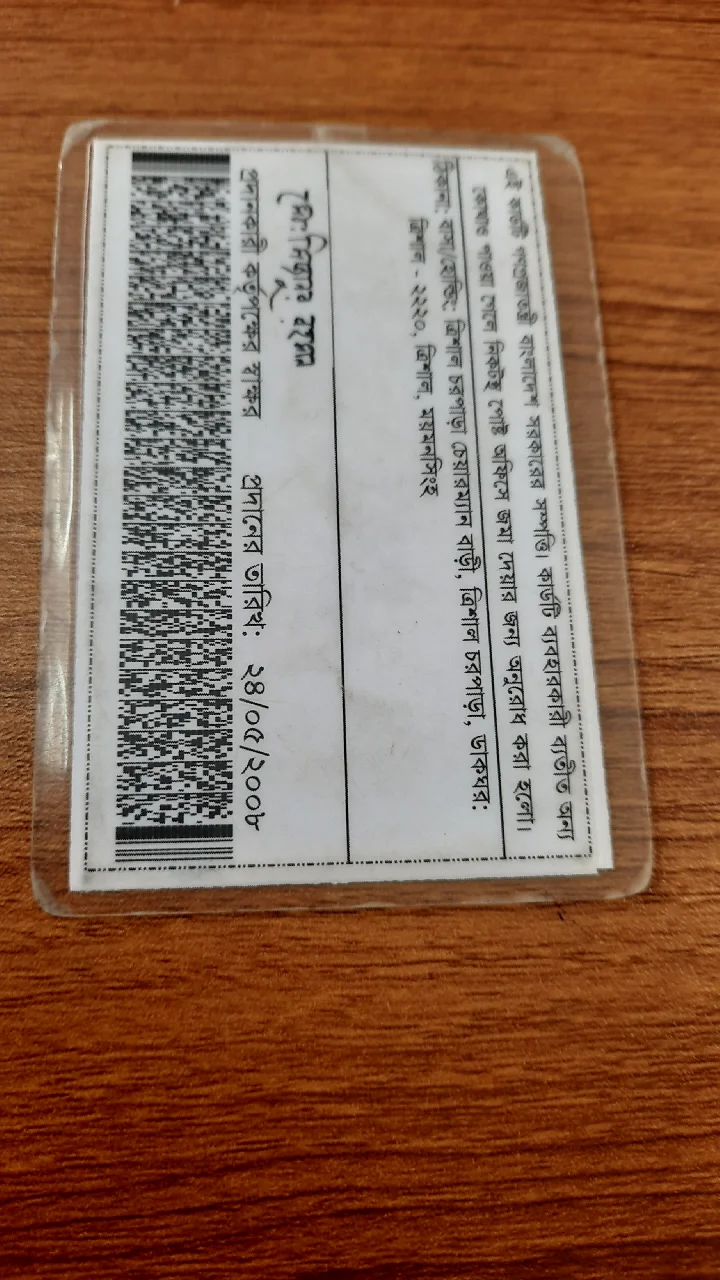 এই কার্ডটি গণপ্রজাতন্ত্রী বাংলাদেশ সরকারের সম্পত্তি। কার্ডটি ব্যবহারকারী ব্যতীত অন্য
কোথাও পাওয়া গেলে নিকটস্থ পোস্ট অফিসে জমা দেয়ার জন্য অনুরোধ করা হলো।
ঠিকানা: বাসা/হোল্ডিং: ত্রিশাল চরপাড়া চেয়ারম্যান বাড়ী, ত্রিশাল চরপাড়া, ডাকঘর:
ত্রিশাল - ২২২০, ত্রিশাল, ময়মনসিংহ
প্রদানকারী কর্তৃপক্ষের স্বাক্ষর প্রদানের তারিখ: ২৪/০৫/২০০৮